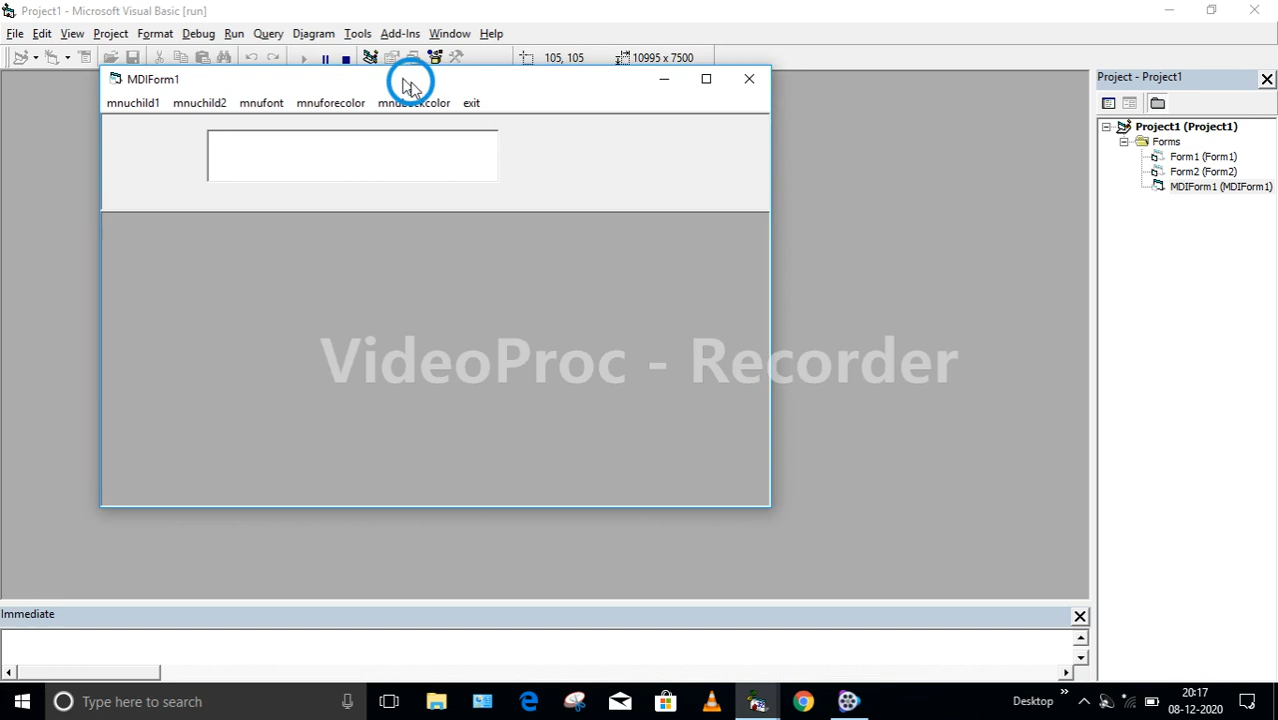 Project1 - Microsoft Visual Basic [run]
File Edit View Project Format Debug Run Query Diagram Tools Add-Ins Window Help
105, 105 10995 x 7500
MDIForm1
mnuchild1 mnuchild2 mnufont mnuforecolor mnubackcolor exit
Project - Project1
Project1 (Project1)
Forms
Form1 (Form1)
Form2 (Form2)
MDIForm1 (MDIForm1)
VideoProc - Recorder
Immediate
Type here to search
Desktop
20:17
08-12-2020